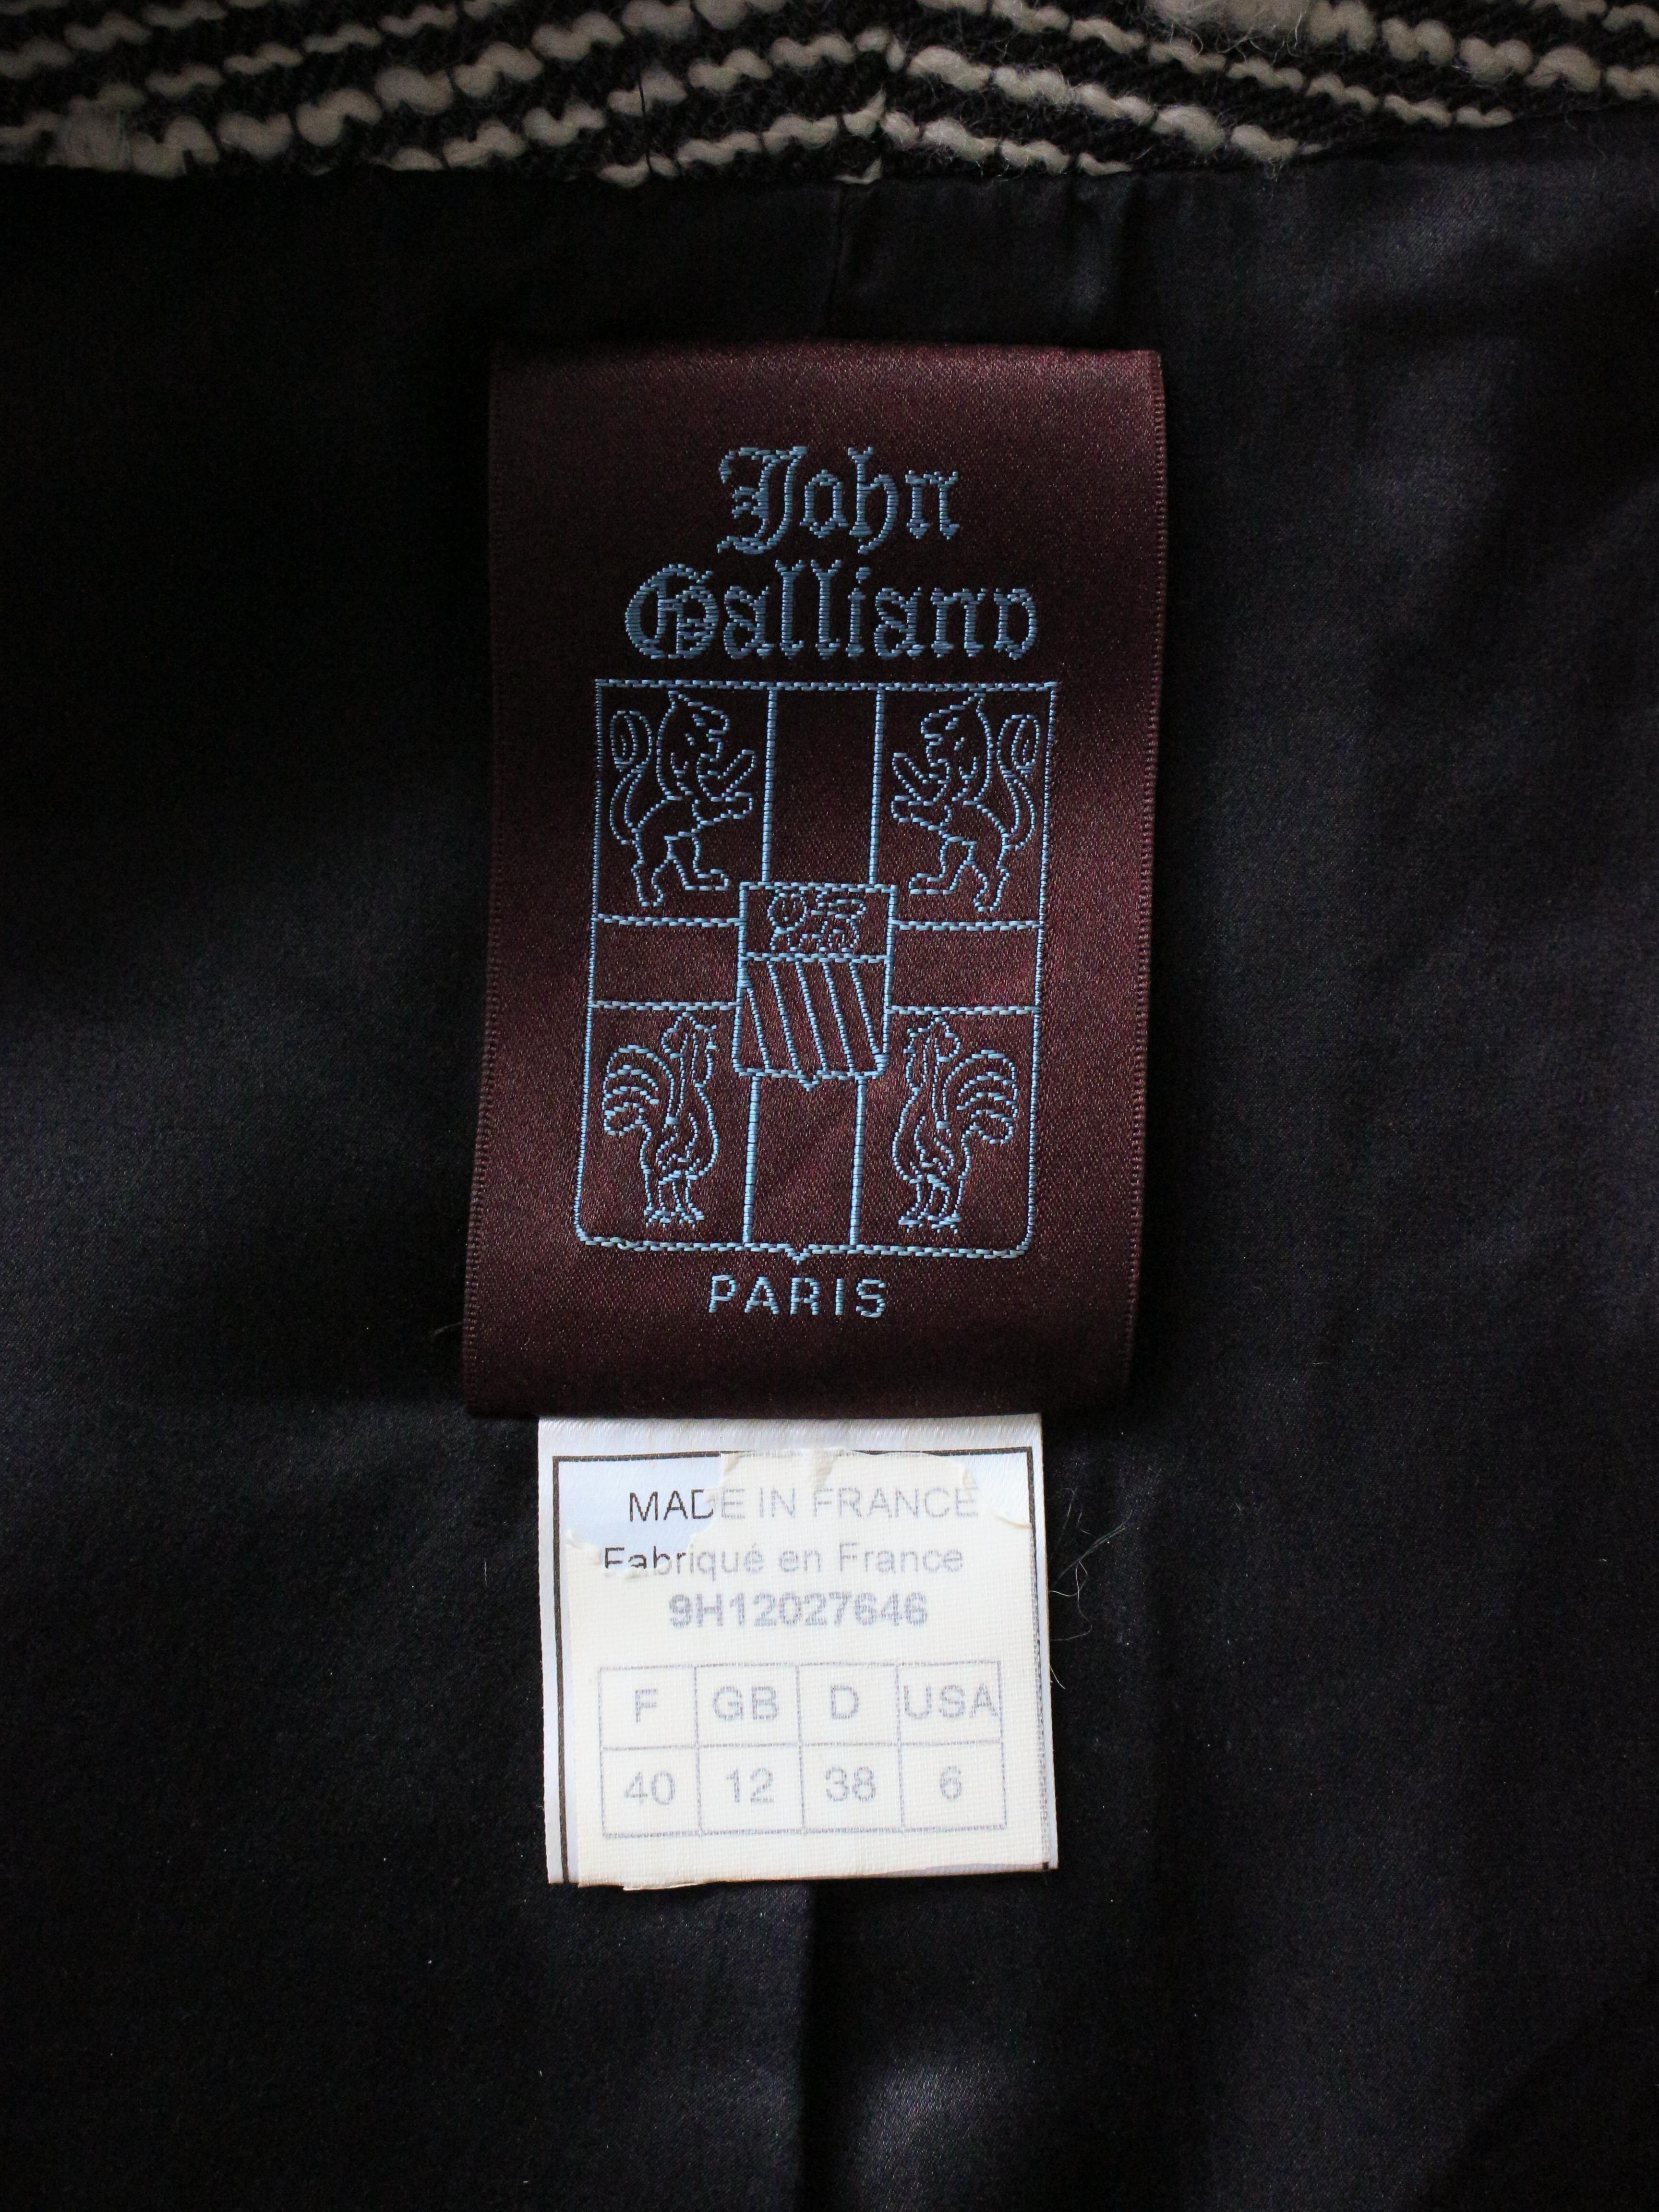 John
Galliano
PARIS
MADE IN FRANCE
Fabriqué en France
9H12027646
F GB D USA
40 12 38 6